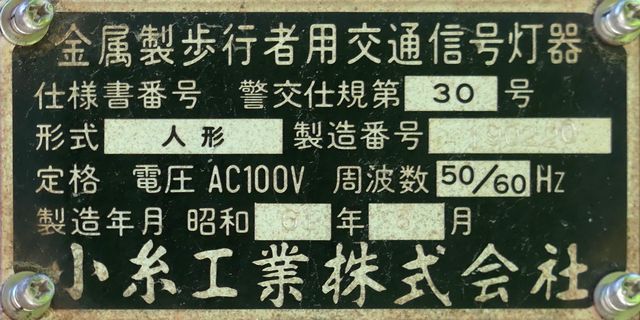 金属製歩行者用交通信号灯器
仕様書番号 警交仕規第 30 号
形式 人形 製造番号
定格 電圧 AC100V 周波数 50/60 Hz
製造年月 昭和 年 月
小糸工業株式会社